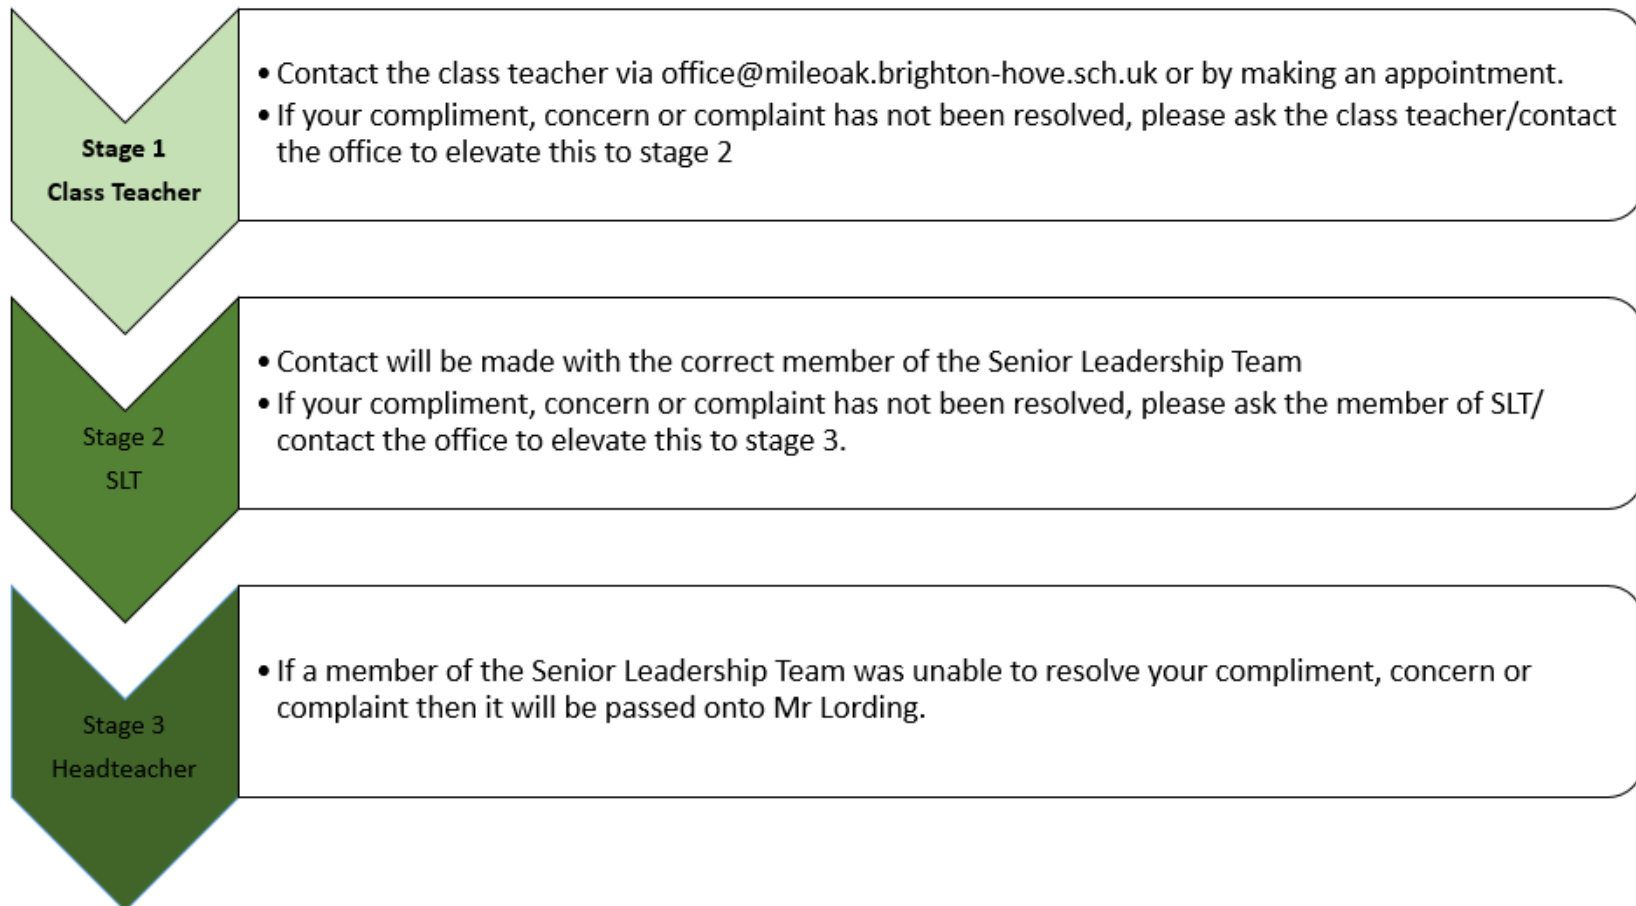 Stage 1
Class Teacher
• Contact the class teacher via office@mileoak.brighton-hove.sch.uk or by making an appointment.
• If your compliment, concern or complaint has not been resolved, please ask the class teacher/contact
the office to elevate this to stage 2
Stage 2
SLT
• Contact will be made with the correct member of the Senior Leadership Team
• If your compliment, concern or complaint has not been resolved, please ask the member of SLT/
contact the office to elevate this to stage 3.
Stage 3
Headteacher
• If a member of the Senior Leadership Team was unable to resolve your compliment, concern or
complaint then it will be passed onto Mr Lording.